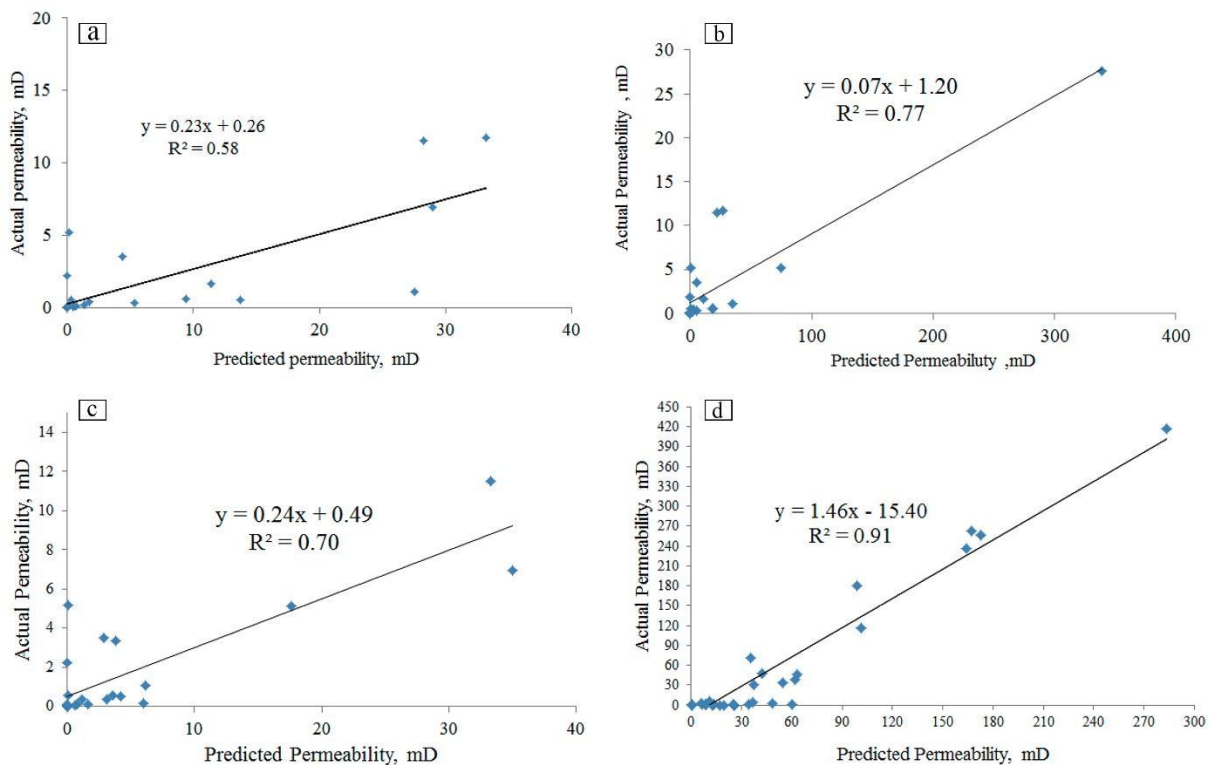 a
20
15
10
5
0
Actual permeability, mD
y = 0.23x + 0.26
R² = 0.58
0 10 20 30 40
Predicted permeability, mD
b
30
25
20
15
10
5
0
Actual Permeability , mD
y = 0.07x + 1.20
R² = 0.77
0 100 200 300 400
Predicted Permeabiluty ,mD
c
14
12
10
8
6
4
2
0
Actual Permeability, mD
y = 0.24x + 0.49
R² = 0.70
0 10 20 30 40
Predicted Permeability, mD
d
450
420
390
360
330
300
270
240
210
180
150
120
90
60
30
0
Actual Permeability, mD
y = 1.46x - 15.40
R² = 0.91
0 30 60 90 120 150 180 210 240 270 300
Predicted Permeability, mD